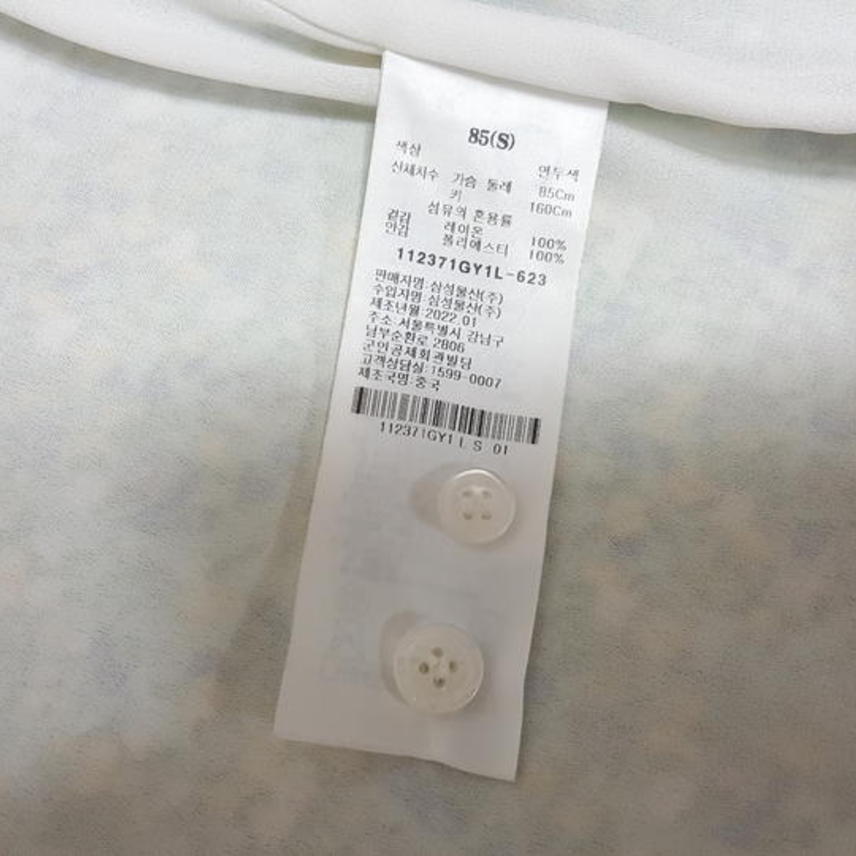 85(S)
색상 연두색
신체치수 가슴 둘레 85Cm
키 160Cm
섬유의 혼용률
겉감 레이온 100%
안감 폴리에스터 100%
112371GY1L-623
판매자명:삼성물산(주)
수입자명:삼성물산(주)
제조년월:2022.01
주소:서울특별시 강남구
남부순환로 2806
군인공제회관빌딩
고객상담실:1599-0007
제조국명:중국
112371GY1 L S 01